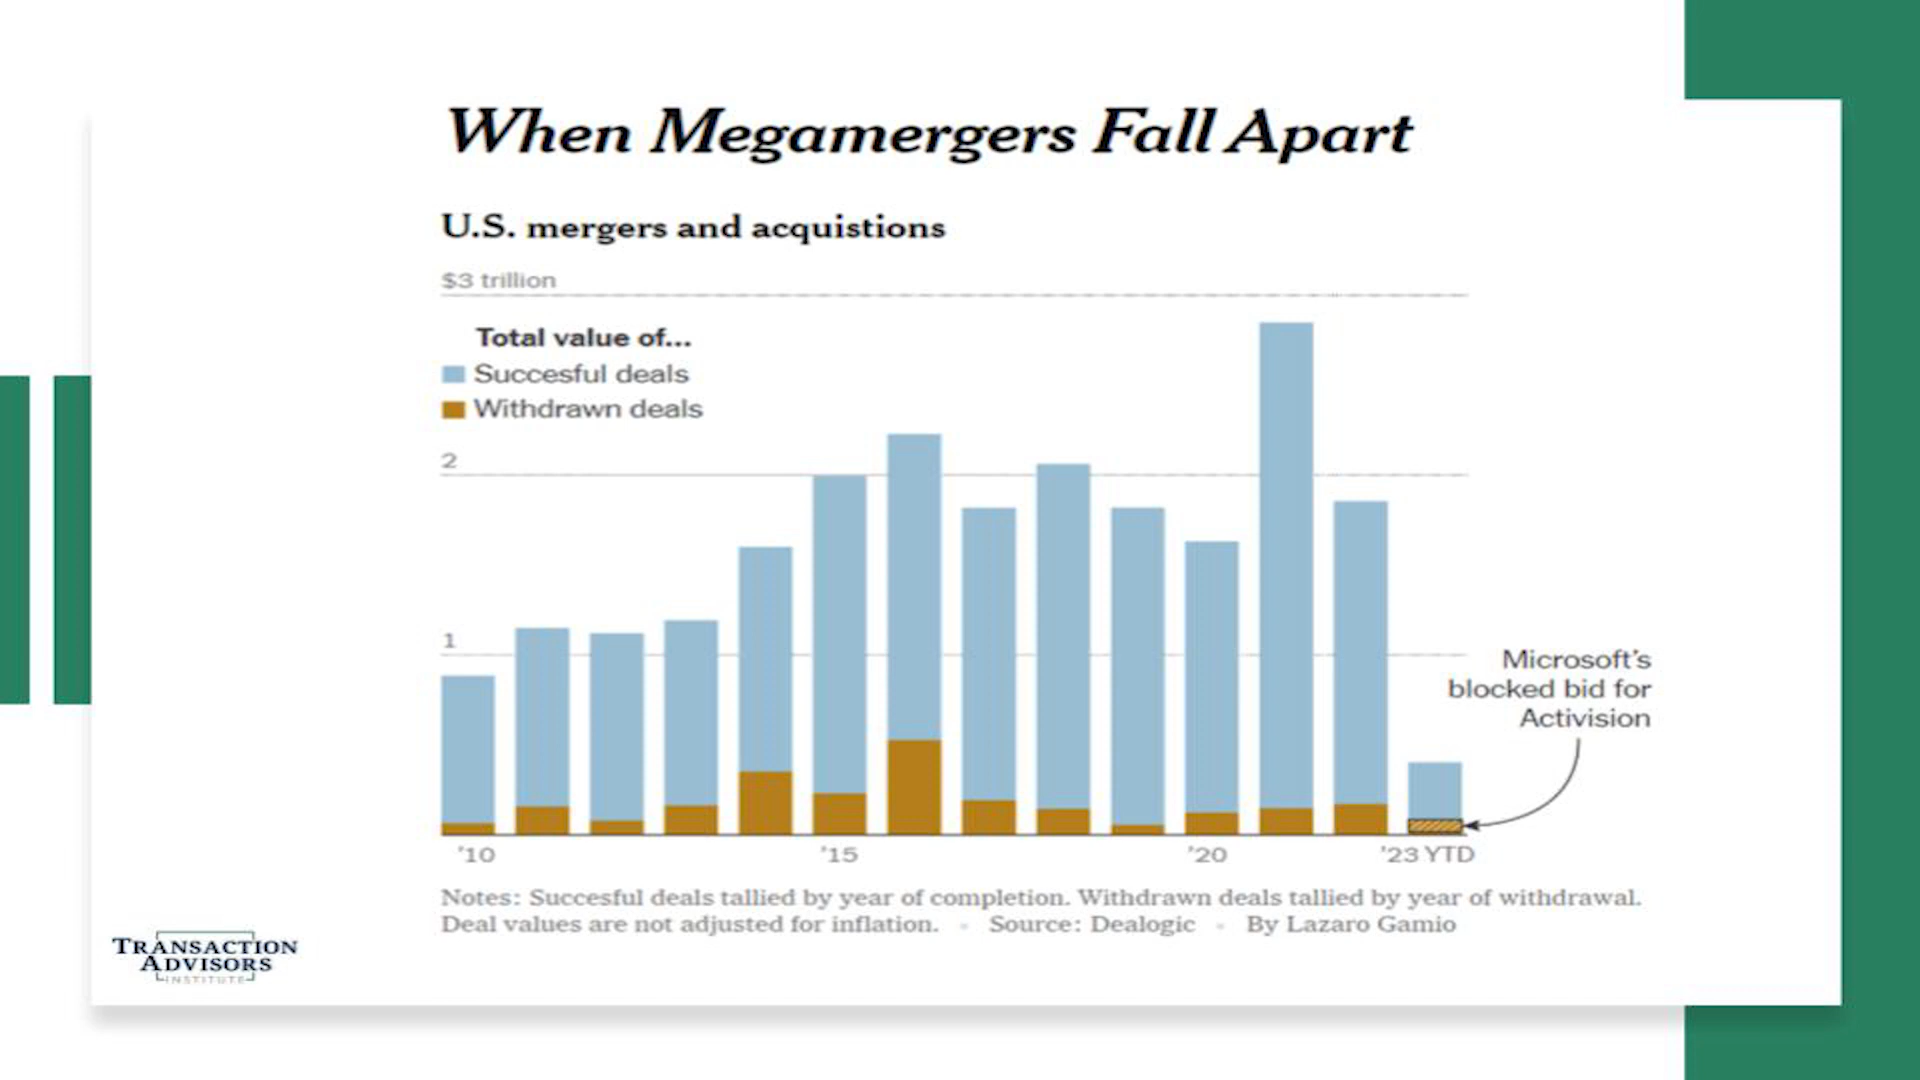 When Megamergers Fall Apart
U.S. mergers and acquistions
$3 trillion
Total value of...
Succesful deals
Withdrawn deals
2
1
Microsoft's
blocked bid for
Activision
'10
'15
'20
'23 YTD
Notes: Succesful deals tallied by year of completion. Withdrawn deals tallied by year of withdrawal.
Deal values are not adjusted for inflation. • Source: Dealogic • By Lazaro Gamio
TRANSACTION
ADVISORS
INSTITUTE